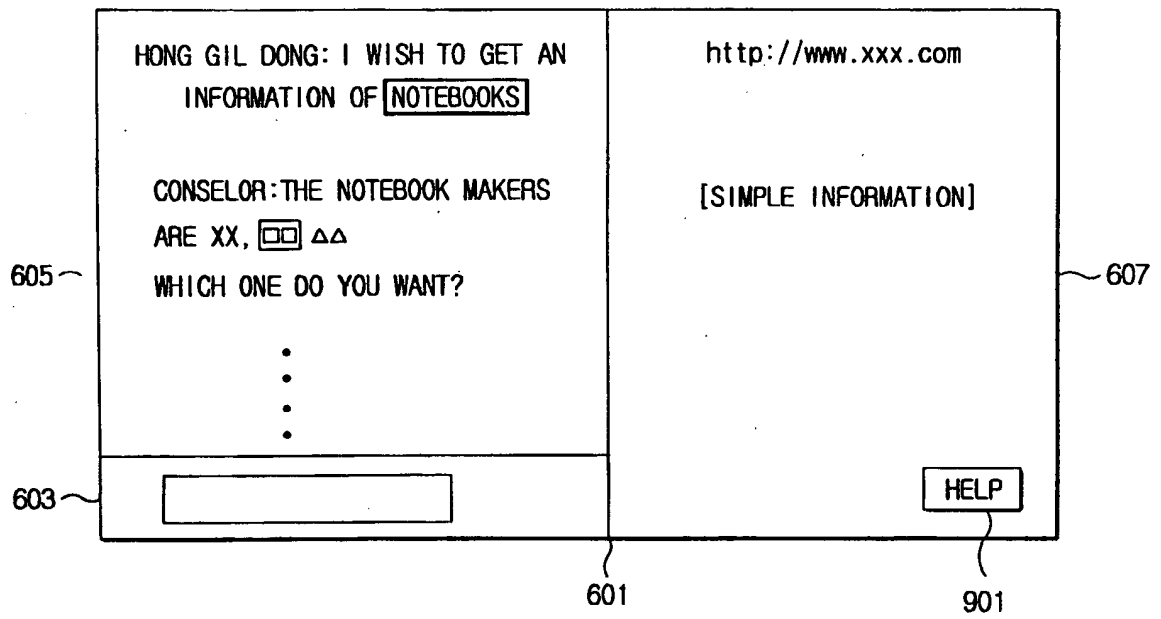 HONG GIL DONG: I WISH TO GET AN
INFORMATION OF NOTEBOOKS
CONSELOR:THE NOTEBOOK MAKERS
ARE XX, □□ △△
WHICH ONE DO YOU WANT?
http://www.xxx.com
[SIMPLE INFORMATION]
HELP
605
607
603
601
901